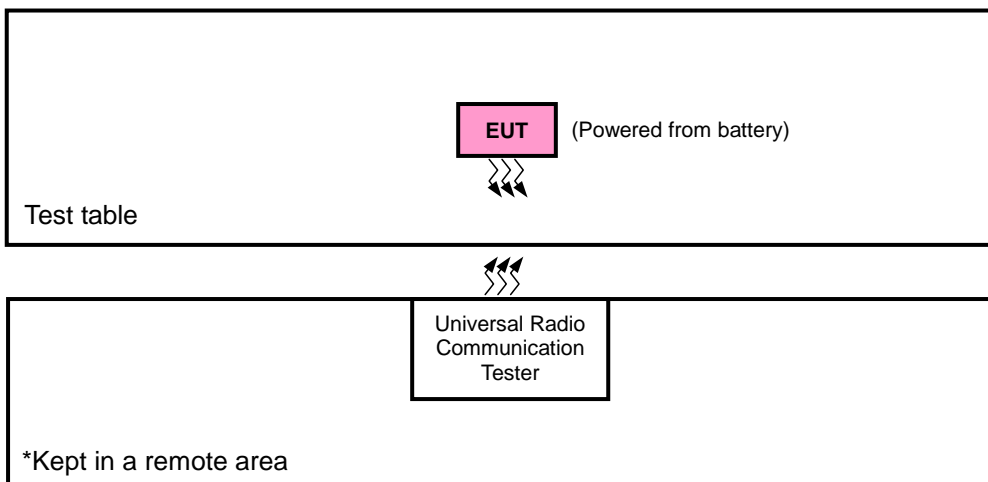 EUT
(Powered from battery)
Test table
Universal Radio
Communication
Tester
*Kept in a remote area